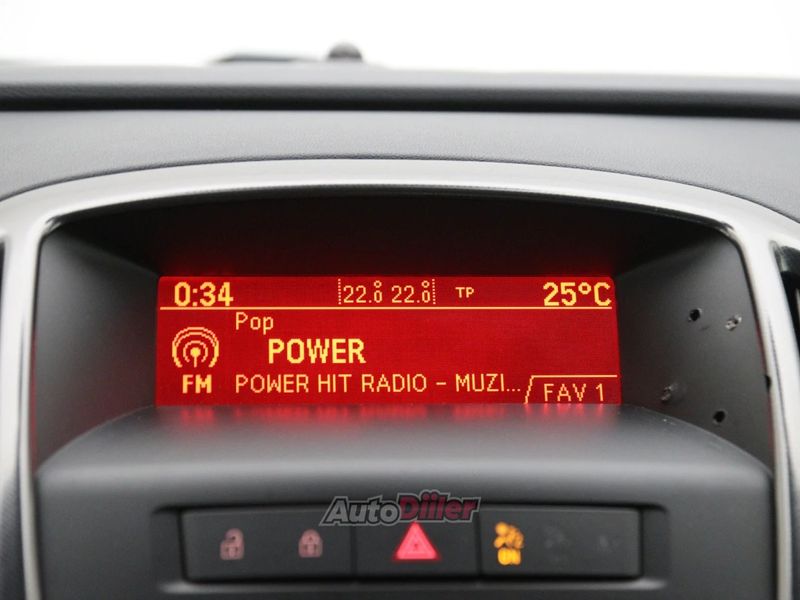 0:34 22.0 22.0 TP 25°C
Pop
POWER
FM POWER HIT RADIO - MUZI...
FAV 1
AutoDiiler
ON